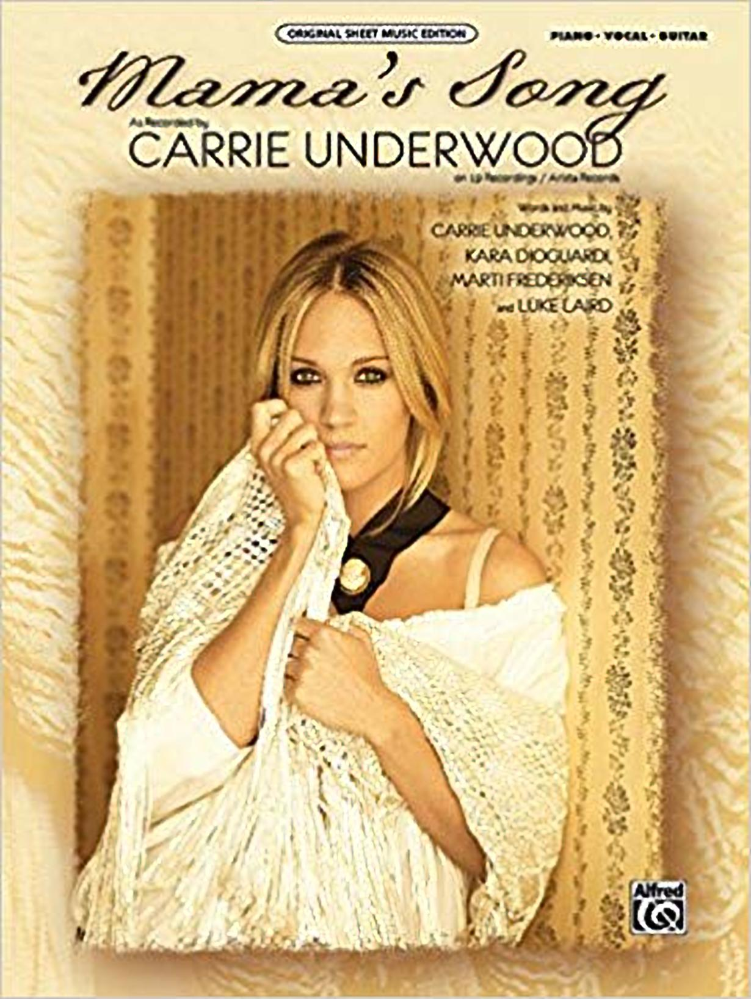 ORIGINAL SHEET MUSIC EDITION
PIANO • VOCAL • GUITAR
Mama's Song
As Recorded by
CARRIE UNDERWOOD
on 19 Recordings / Arista Records
Words and Music by
CARRIE UNDERWOOD,
KARA DIOGUARDI,
MARTI FREDERIKSEN
and LUKE LAIRD
Alfred